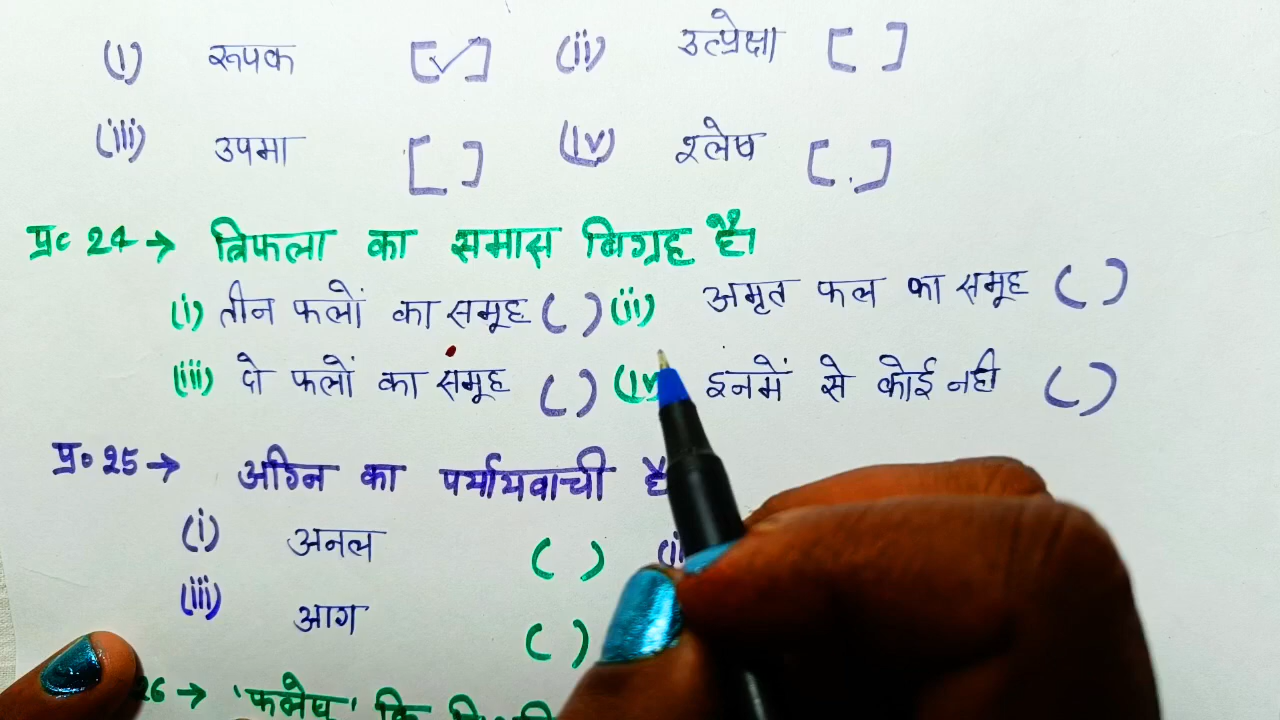 (i) रूपक [✓] (ii) उत्प्रेक्षा [ ]
(iii) उपमा [ ] (iv) श्लेष [ ]
प्र० 24 → त्रिफला का समास बिग्रह है।
(i) तीन फलों का समूह ( ) (ii) अमृत फल का समूह ( )
(iii) दो फलों का संमूह ( ) (iv) इनमें से कोई नही ( )
प्र० 25 → अग्नि का पर्यायवाची है
(i) अनल ( )
(iii) आग ( )
26 →